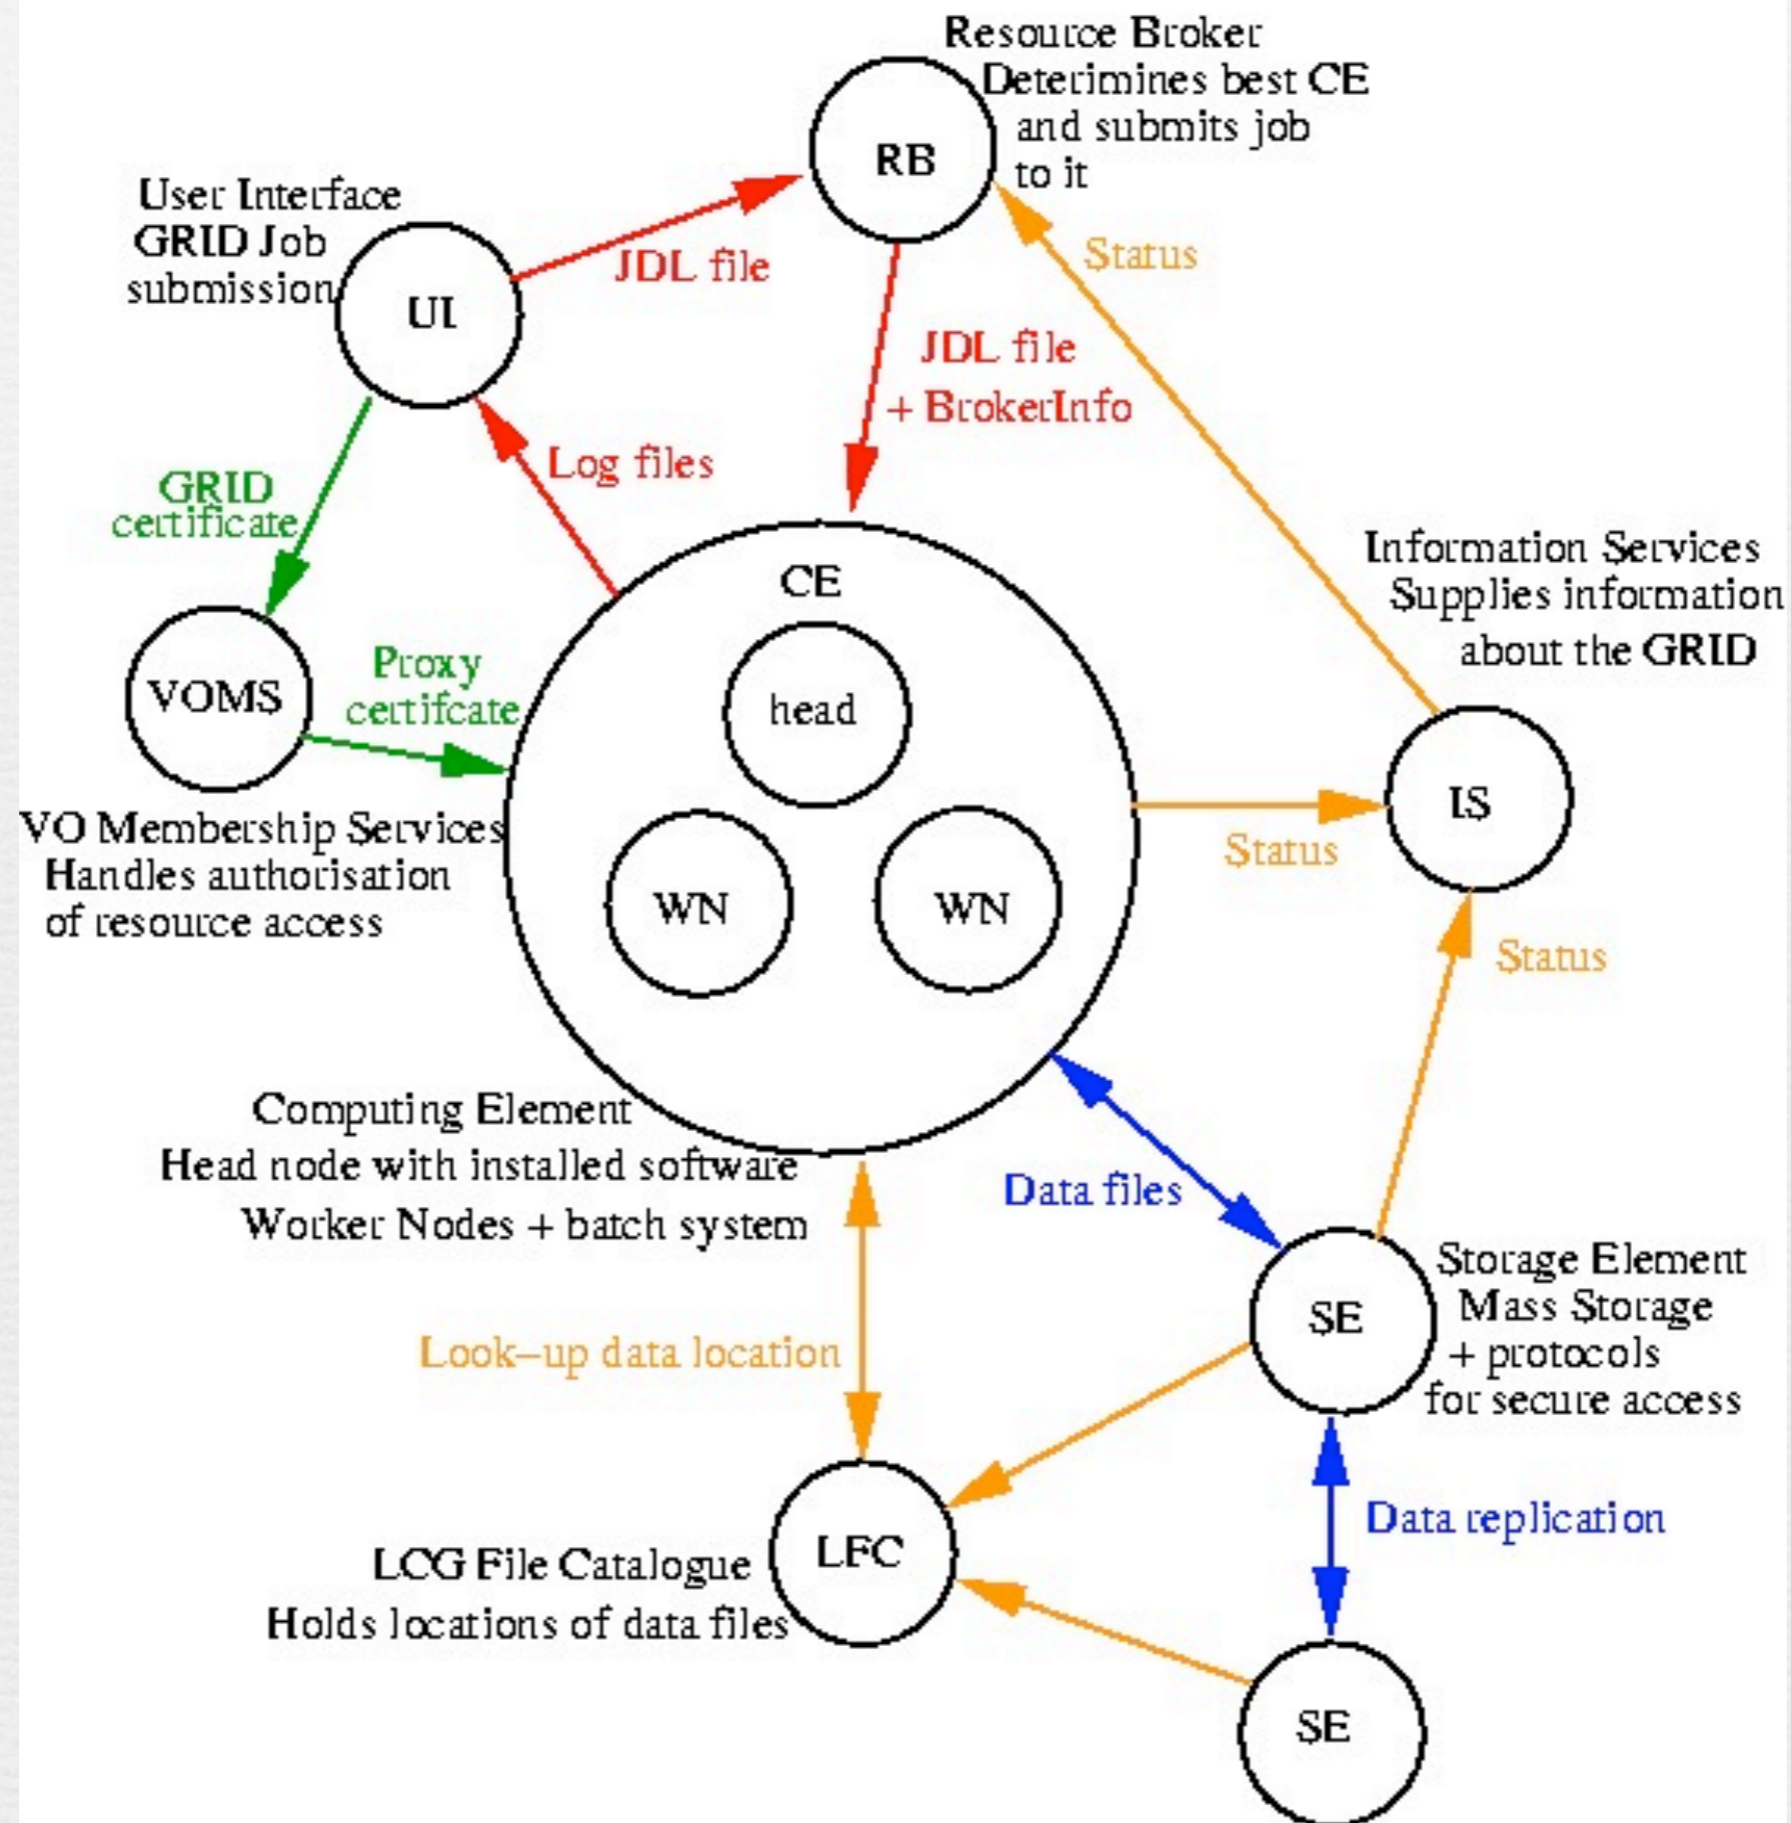 Resource Broker
Deterimines best CE
and submits job
to it
RB
User Interface
GRID Job
submission
UI
JDL file
Status
JDL file
+ BrokerInfo
Log files
GRID
certificate
Information Services
Supplies information
about the GRID
CE
head
VOMS
Proxy
certifcate
IS
Status
VO Membership Services
Handles authorisation
of resource access
WN
WN
Status
Computing Element
Head node with installed software
Worker Nodes + batch system
Data files
Storage Element
Mass Storage
+ protocols
for secure access
SE
Look-up data location
Data replication
LCG File Catalogue
Holds locations of data files
LFC
SE